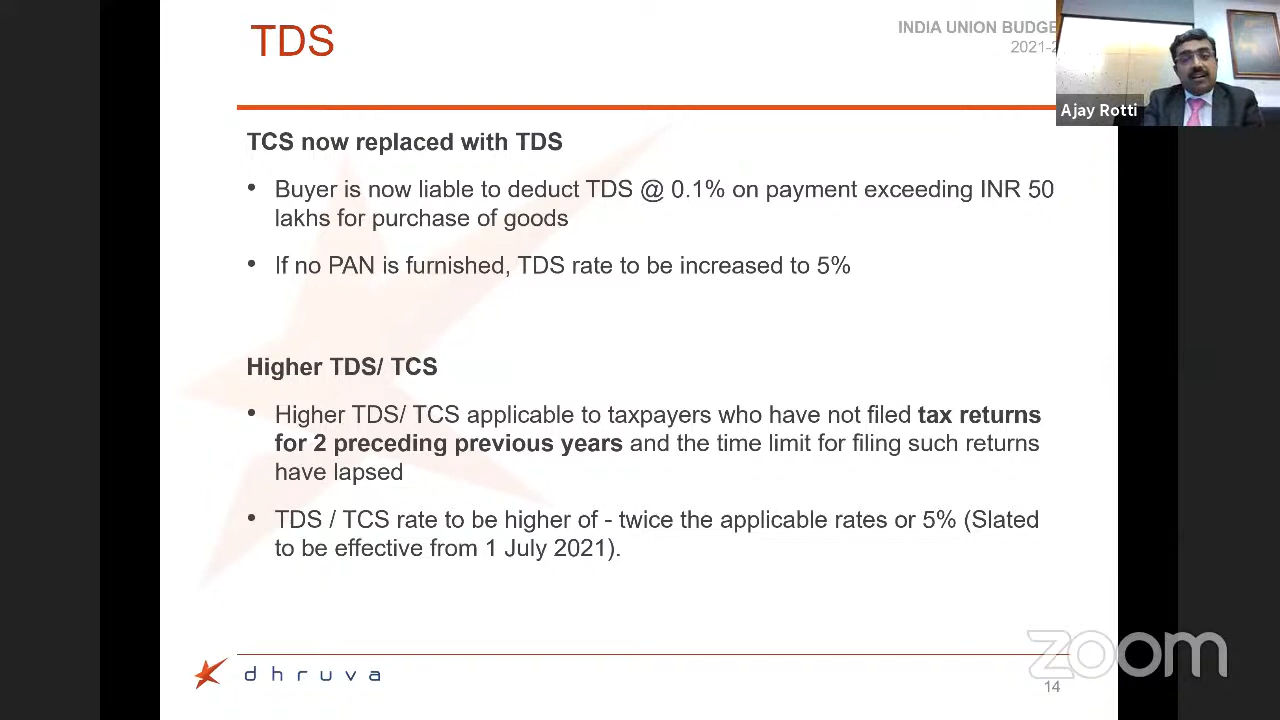 TDS
INDIA UNION BUDGE
2021-2
Ajay Rotti
TCS now replaced with TDS
• Buyer is now liable to deduct TDS @ 0.1% on payment exceeding INR 50
lakhs for purchase of goods
• If no PAN is furnished, TDS rate to be increased to 5%
Higher TDS/ TCS
• Higher TDS/ TCS applicable to taxpayers who have not filed tax returns
for 2 preceding previous years and the time limit for filing such returns
have lapsed
• TDS / TCS rate to be higher of - twice the applicable rates or 5% (Slated
to be effective from 1 July 2021).
dhruva
zoom
14